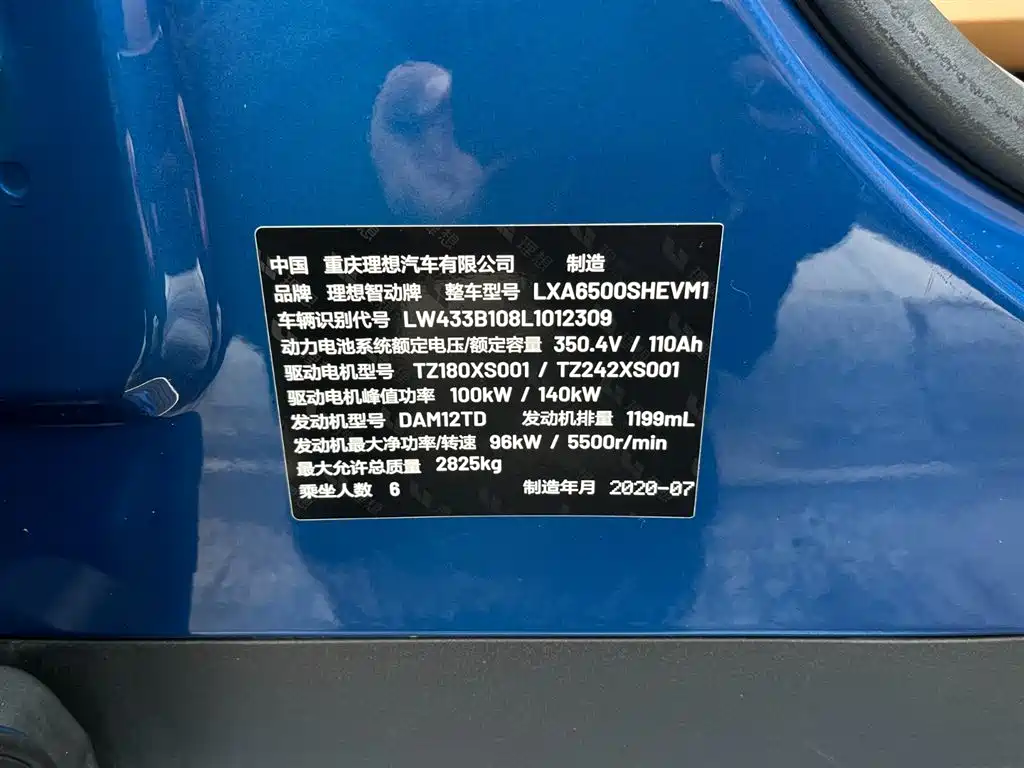 中国 重庆理想汽车有限公司 制造
品牌 理想智动牌 整车型号 LXA6500SHEVM1
车辆识别代号 LW433B108L1012309
动力电池系统额定电压/额定容量 350.4V / 110Ah
驱动电机型号 TZ180XS001 / TZ242XS001
驱动电机峰值功率 100kW / 140kW
发动机型号 DAM12TD 发动机排量 1199mL
发动机最大净功率/转速 96kW / 5500r/min
最大允许总质量 2825kg
乘坐人数 6 制造年月 2020-07